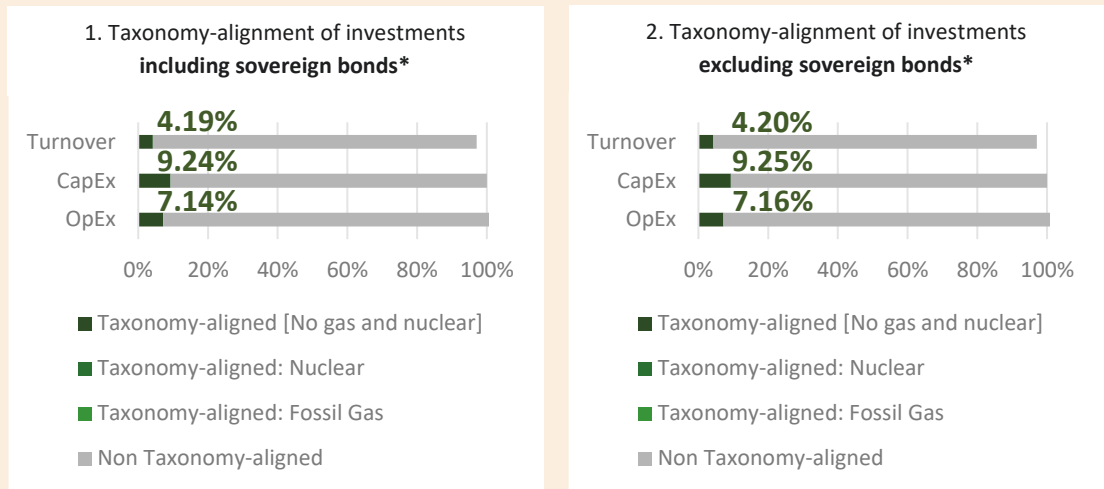 1. Taxonomy-alignment of investments
including sovereign bonds*
4.19%
Turnover
9.24%
CapEx
7.14%
OpEx
0% 20% 40% 60% 80% 100%
Taxonomy-aligned [No gas and nuclear]
Taxonomy-aligned: Nuclear
Taxonomy-aligned: Fossil Gas
Non Taxonomy-aligned
2. Taxonomy-alignment of investments
excluding sovereign bonds*
4.20%
Turnover
9.25%
CapEx
7.16%
OpEx
0% 20% 40% 60% 80% 100%
Taxonomy-aligned [No gas and nuclear]
Taxonomy-aligned: Nuclear
Taxonomy-aligned: Fossil Gas
Non Taxonomy-aligned